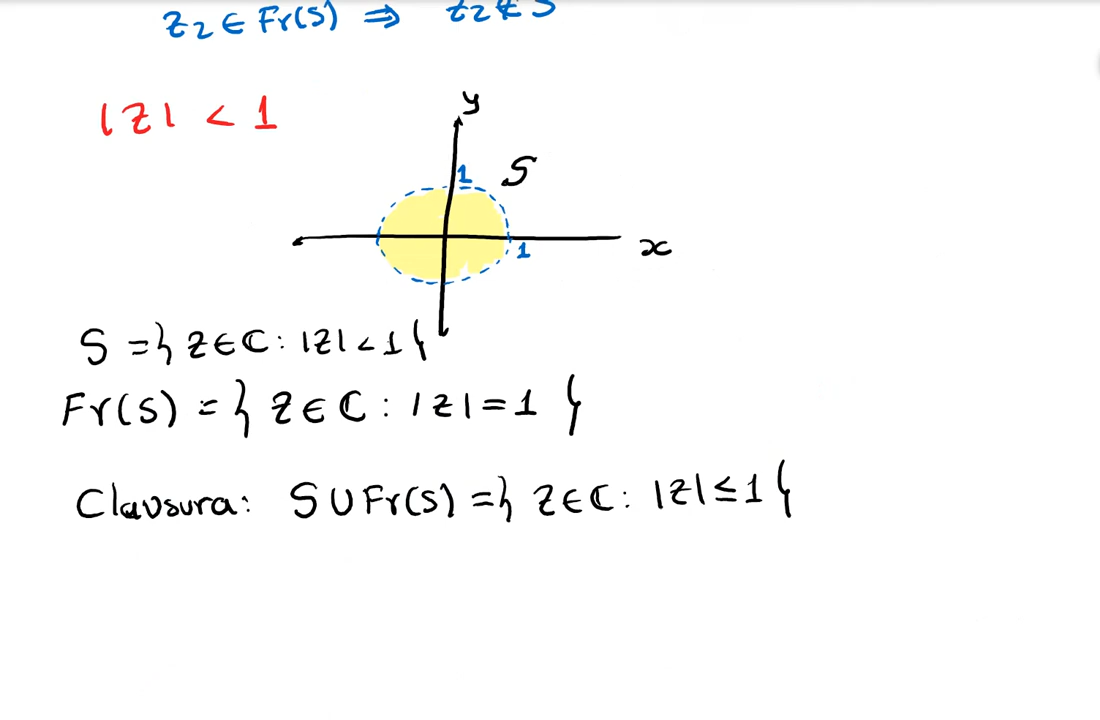 z₂ ∈ Fr(S) ⇒ z₂ ∉ S
|z| < 1
y
1
S
x
1
S = { z ∈ ℂ : |z| < 1 }
Fr(S) = { z ∈ ℂ : |z| = 1 }
Clausura: S ∪ Fr(S) = { z ∈ ℂ : |z| ≤ 1 }